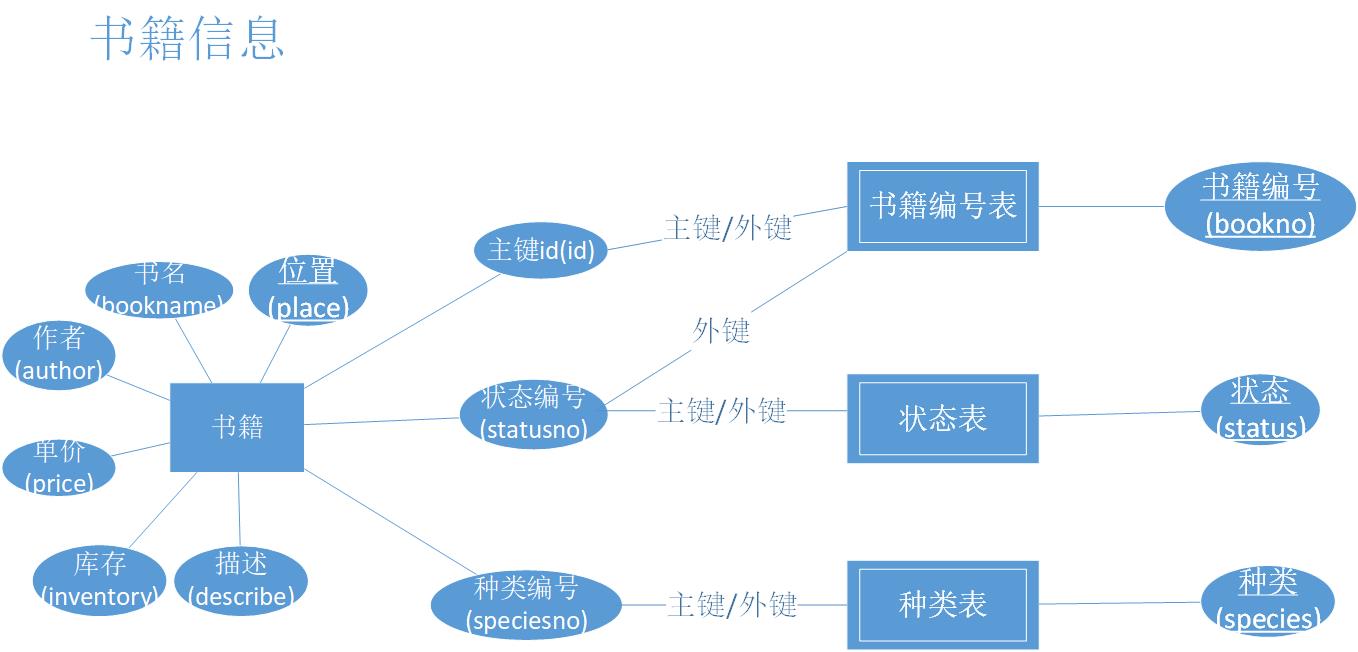 书籍信息
书籍编号表
书籍编号
(bookno)
主键/外键
主键id(id)
书名
(bookname)
位置
(place)
外键
作者
(author)
书籍
状态编号
(statusno)
主键/外键
状态表
状态
(status)
单价
(price)
库存
(inventory)
描述
(describe)
种类编号
(speciesno)
主键/外键
种类表
种类
(species)